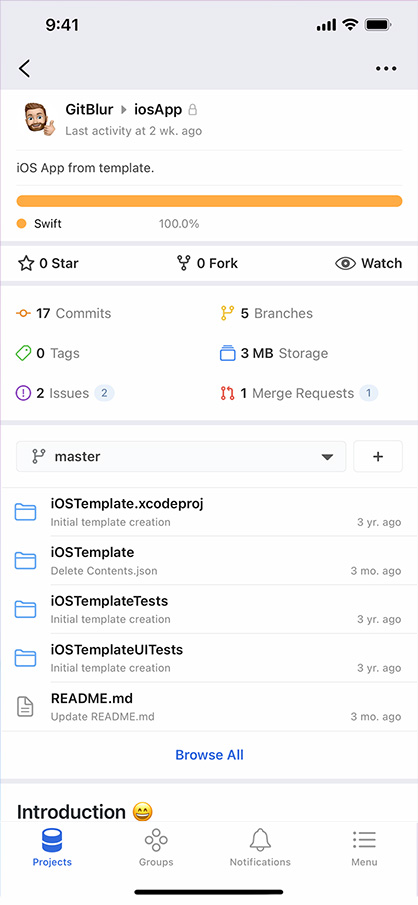 9:41
GitBlur iosApp
Last activity at 2 wk. ago
iOS App from template.
Swift 100.0%
0 Star 0 Fork Watch
17 Commits 5 Branches
0 Tags 3 MB Storage
2 Issues 2 1 Merge Requests 1
master +
iOSTemplate.xcodeproj
Initial template creation 3 yr. ago
iOSTemplate
Delete Contents.json 3 mo. ago
iOSTemplateTests
Initial template creation 3 yr. ago
iOSTemplateUITests
Initial template creation 3 yr. ago
README.md
Update README.md 3 mo. ago
Browse All
Introduction 😄
Projects Groups Notifications Menu